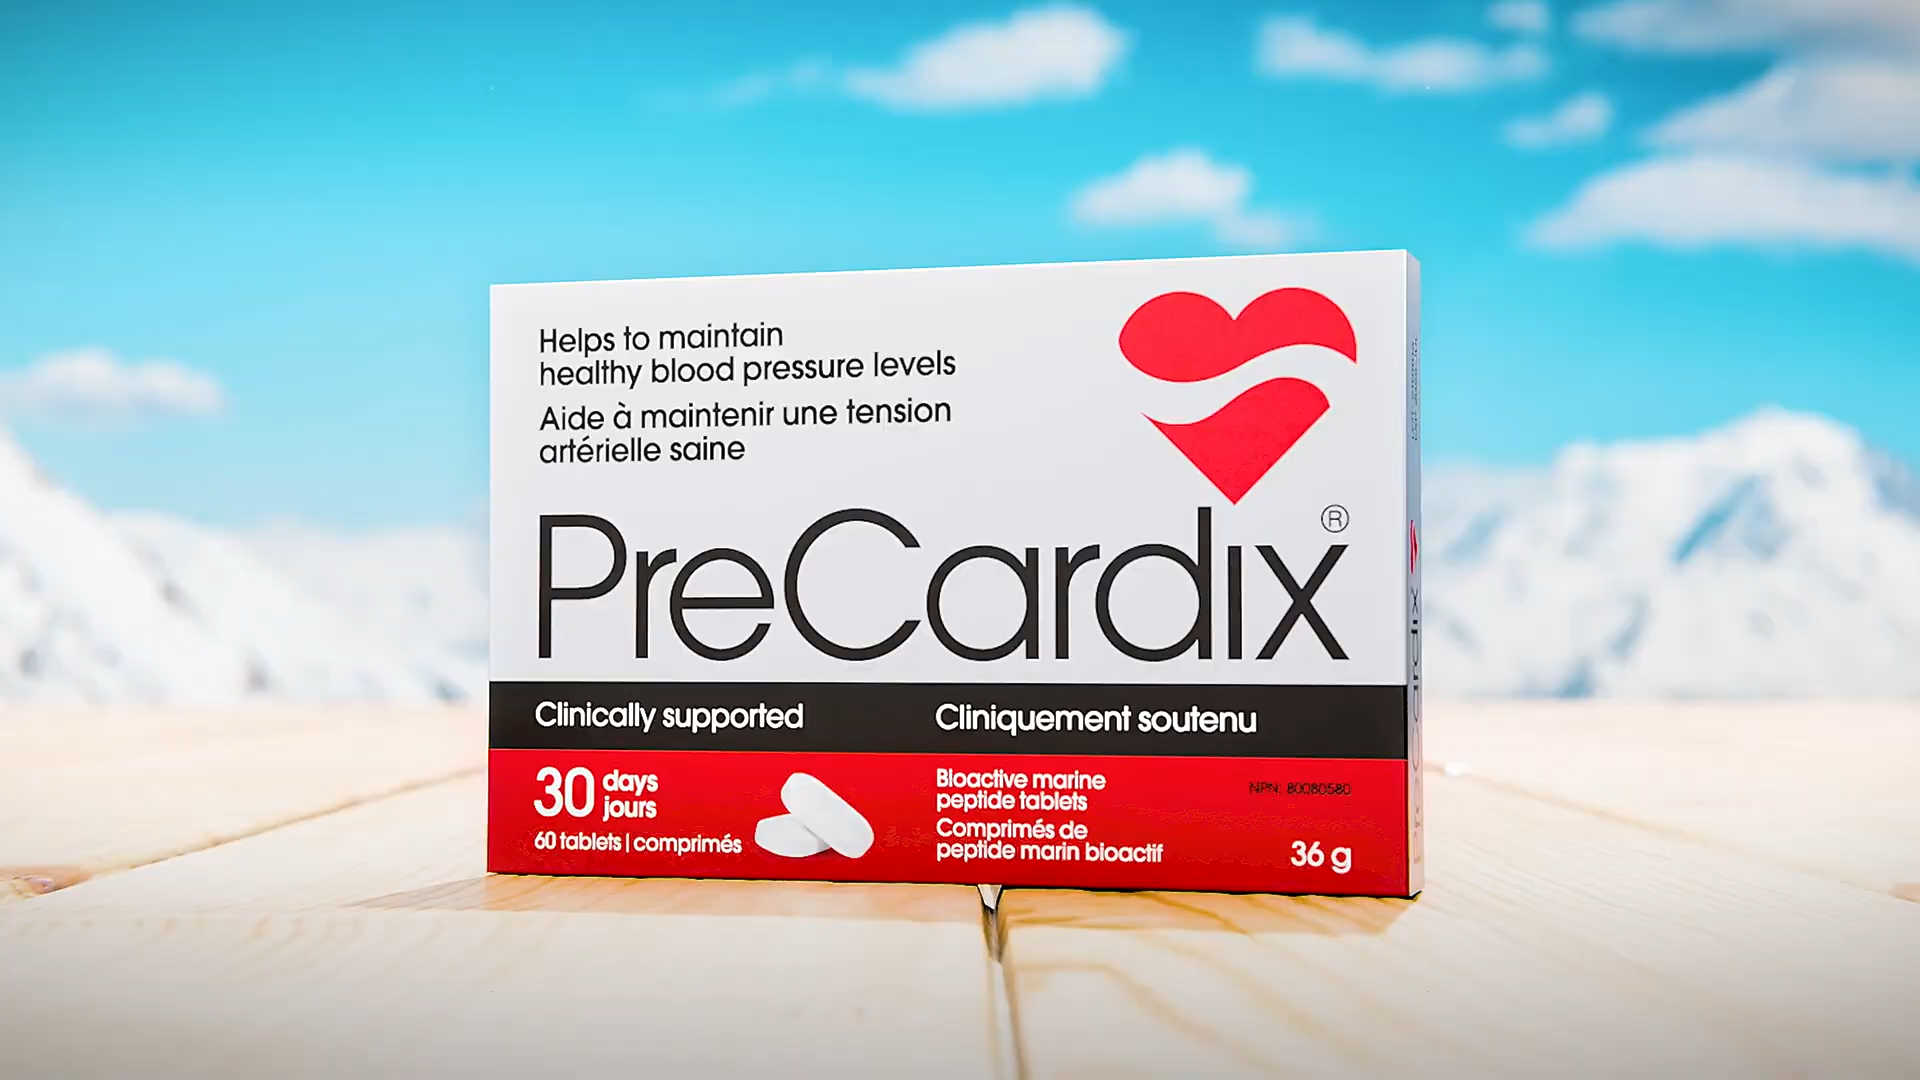 Helps to maintain
healthy blood pressure levels
Aide à maintenir une tension
artérielle saine
PreCardix®
Clinically supported
Cliniquement soutenu
30 days
jours
60 tablets | comprimés
Bioactive marine
peptide tablets
Comprimés de
peptide marin bioactif
NPN: 80080580
36 g
PreCardix